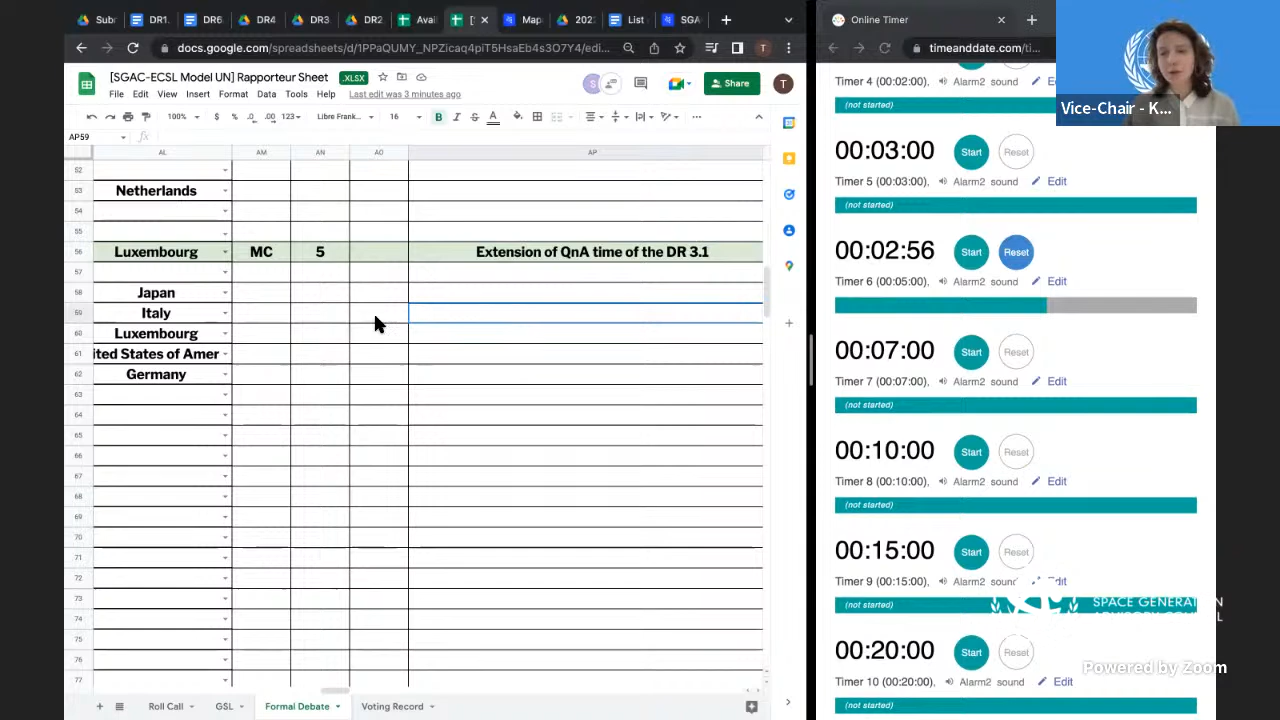 Sub
DR1.
DR6
MC4
DR3
DR2
Avai
[
Map
202
List
SGA
Online Timer
docs.google.com/spreadsheets/d/1PPaQUMY_NPZicaq4piT5HsaEb4s3O7Y4/edi...
timeanddate.com/ti...
[SGAC-ECSL Model UN] Rapporteur Sheet .XLSX
S
Share
T
File Edit View Insert Format Data Tools Help Last edit was 3 minutes ago
100% $ % .0 .00 123 Libre Frank... 16 B I S A
AP59 fx
AL AM AN AO AP
52
53 Netherlands
54
55
56 Luxembourg MC 5 Extension of QnA time of the DR 3.1
57
58 Japan
59 Italy
60 Luxembourg
61 ited States of Amer
62 Germany
63
64
65
66
67
68
69
70
71
72
73
74
75
76
77
Roll Call GSL Formal Debate Voting Record
Timer 4 (00:02:00), Alarm2 sound
(not started)
00:03:00 Start Reset
Timer 5 (00:03:00), Alarm2 sound Edit
(not started)
00:02:56 Start Reset
Timer 6 (00:05:00), Alarm2 sound Edit
00:07:00 Start Reset
Timer 7 (00:07:00), Alarm2 sound Edit
(not started)
00:10:00 Start Reset
Timer 8 (00:10:00), Alarm2 sound Edit
(not started)
00:15:00 Start Reset
Timer 9 (00:15:00), Alarm2 sound Edit
(not started)
00:20:00 Start Reset
Timer 10 (00:20:00), Alarm2 sound Edit
(not started)
Vice-Chair - K...
SPACE GENERATION
ADVISORY COUNCIL
Powered by Zoom